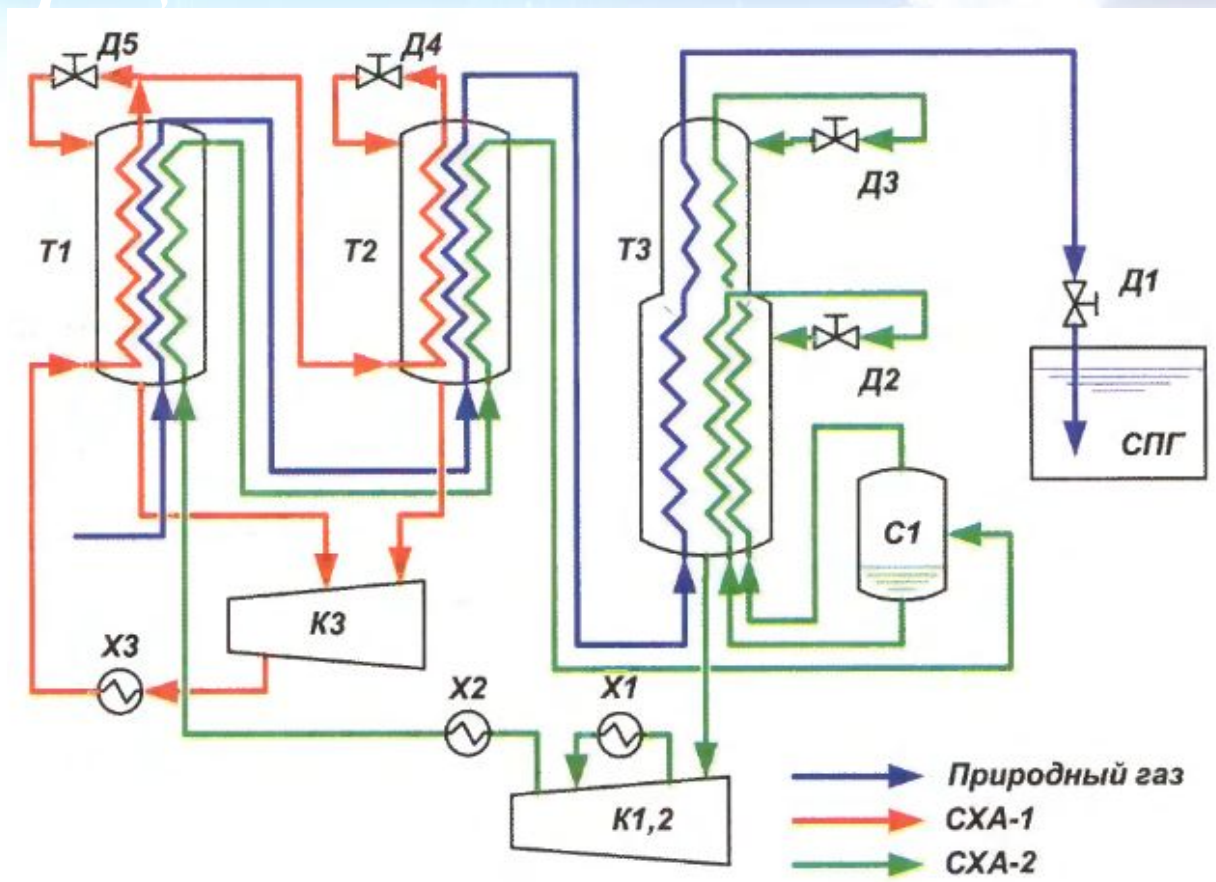 Д5
Д4
Д3
Т1
Т2
Т3
Д1
Д2
СПГ
С1
К3
Х3
Х2
Х1
К1,2
Природный газ
СХА-1
СХА-2